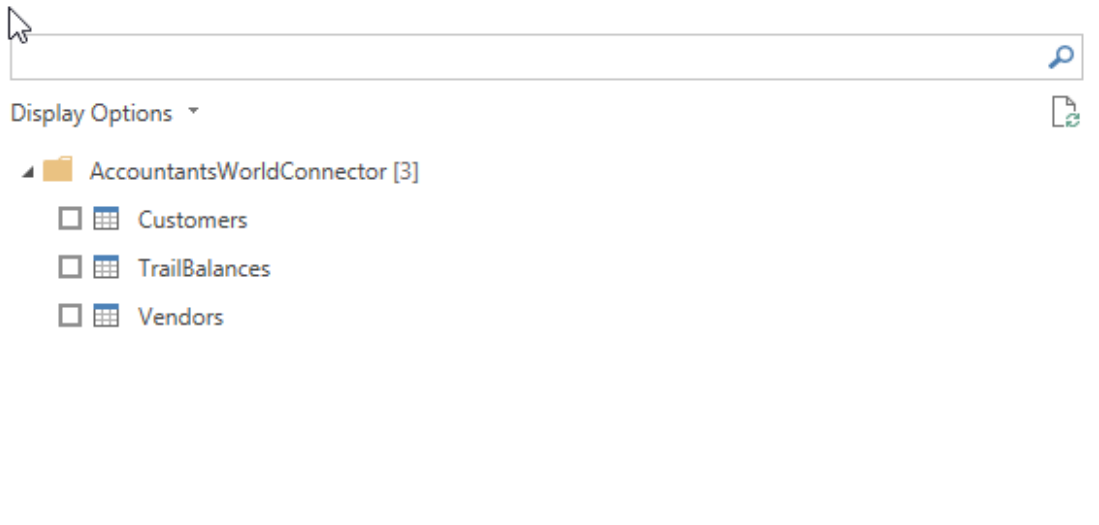 Display Options
AccountantsWorldConnector [3]
Customers
TrailBalances
Vendors